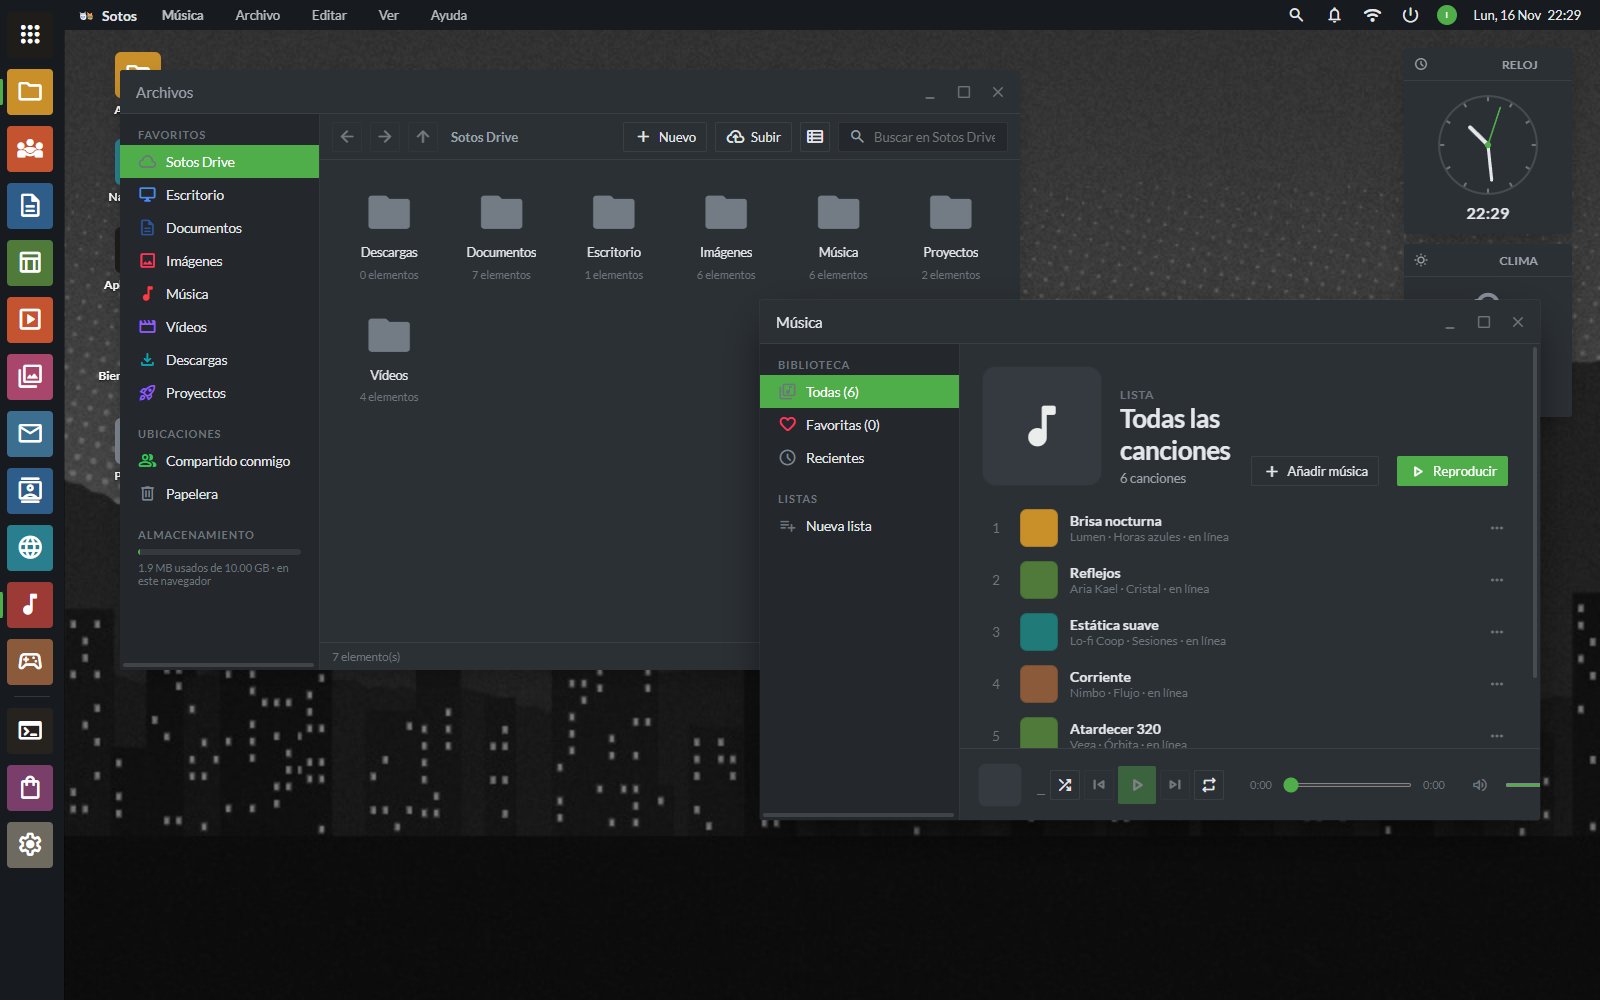 Sotos Música Archivo Editar Ver Ayuda
Lun, 16 Nov 22:29
Archivos
FAVORITOS
Sotos Drive
Escritorio
Documentos
Imágenes
Música
Vídeos
Descargas
Proyectos
UBICACIONES
Compartido conmigo
Papelera
ALMACENAMIENTO
1.9 MB usados de 10.00 GB · en
este navegador
Sotos Drive
Nuevo
Subir
Buscar en Sotos Drive
Descargas
0 elementos
Documentos
7 elementos
Escritorio
1 elementos
Imágenes
6 elementos
Música
6 elementos
Proyectos
2 elementos
Vídeos
4 elementos
7 elemento(s)
RELOJ
22:29
CLIMA
Música
BIBLIOTECA
Todas (6)
Favoritas (0)
Recientes
LISTAS
Nueva lista
LISTA
Todas las
canciones
6 canciones
Añadir música
Reproducir
1
Brisa nocturna
Lumen · Horas azules · en línea
2
Reflejos
Aria Kael · Cristal · en línea
3
Estática suave
Lo-fi Coop · Sesiones · en línea
4
Corriente
Nimbo · Flujo · en línea
5
Atardecer 320
Vega · Órbita · en línea
0:00
0:00